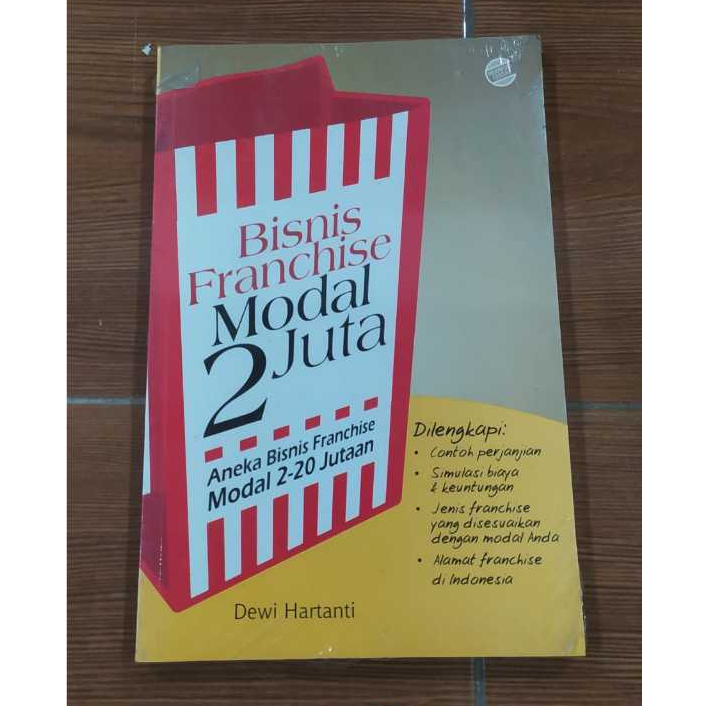 Bisnis
Franchise
Modal
2 Juta
Aneka Bisnis Franchise
Modal 2-20 Jutaan
Dilengkapi:
• Contoh perjanjian
• Simulasi biaya
& keuntungan
• Jenis franchise
yang disesuaikan
dengan modal Anda
• Alamat franchise
di Indonesia
Dewi Hartanti